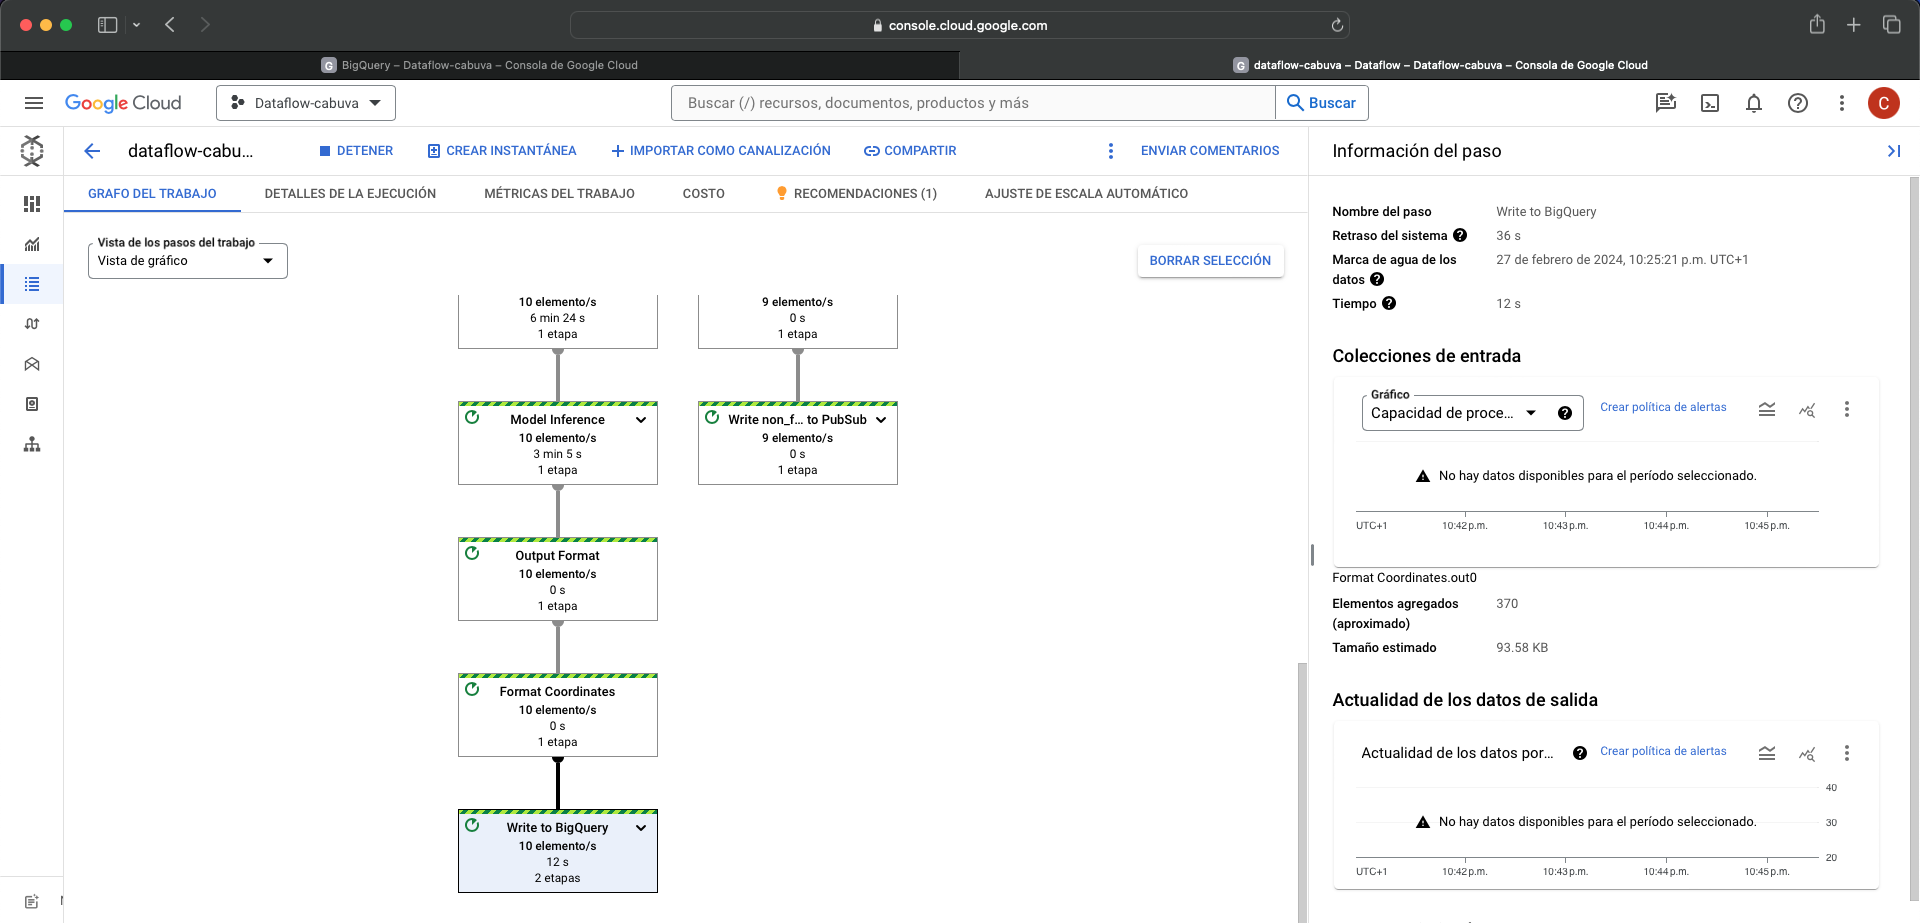 console.cloud.google.com
BigQuery – Dataflow-cabuva – Consola de Google Cloud
dataflow-cabuva – Dataflow – Dataflow-cabuva – Consola de Google Cloud
Google Cloud
Dataflow-cabuva
Buscar (/) recursos, documentos, productos y más
Buscar
C
dataflow-cabu...
DETENER
CREAR INSTANTÁNEA
IMPORTAR COMO CANALIZACIÓN
COMPARTIR
ENVIAR COMENTARIOS
GRAFO DEL TRABAJO
DETALLES DE LA EJECUCIÓN
MÉTRICAS DEL TRABAJO
COSTO
RECOMENDACIONES (1)
AJUSTE DE ESCALA AUTOMÁTICO
Vista de los pasos del trabajo
Vista de gráfico
BORRAR SELECCIÓN
10 elemento/s
6 min 24 s
1 etapa
9 elemento/s
0 s
1 etapa
Model Inference
10 elemento/s
3 min 5 s
1 etapa
Write non_f... to PubSub
9 elemento/s
0 s
1 etapa
Output Format
10 elemento/s
0 s
1 etapa
Format Coordinates
10 elemento/s
0 s
1 etapa
Write to BigQuery
10 elemento/s
12 s
2 etapas
Información del paso
Nombre del paso Write to BigQuery
Retraso del sistema 36 s
Marca de agua de los datos 27 de febrero de 2024, 10:25:21 p.m. UTC+1
Tiempo 12 s
Colecciones de entrada
Gráfico
Capacidad de proce...
Crear política de alertas
No hay datos disponibles para el período seleccionado.
UTC+1 10:42 p.m. 10:43 p.m. 10:44 p.m. 10:45 p.m.
Format Coordinates.out0
Elementos agregados (aproximado) 370
Tamaño estimado 93.58 KB
Actualidad de los datos de salida
Actualidad de los datos por...
Crear política de alertas
40
No hay datos disponibles para el período seleccionado.
30
20
UTC+1 10:42 p.m. 10:43 p.m. 10:44 p.m. 10:45 p.m.